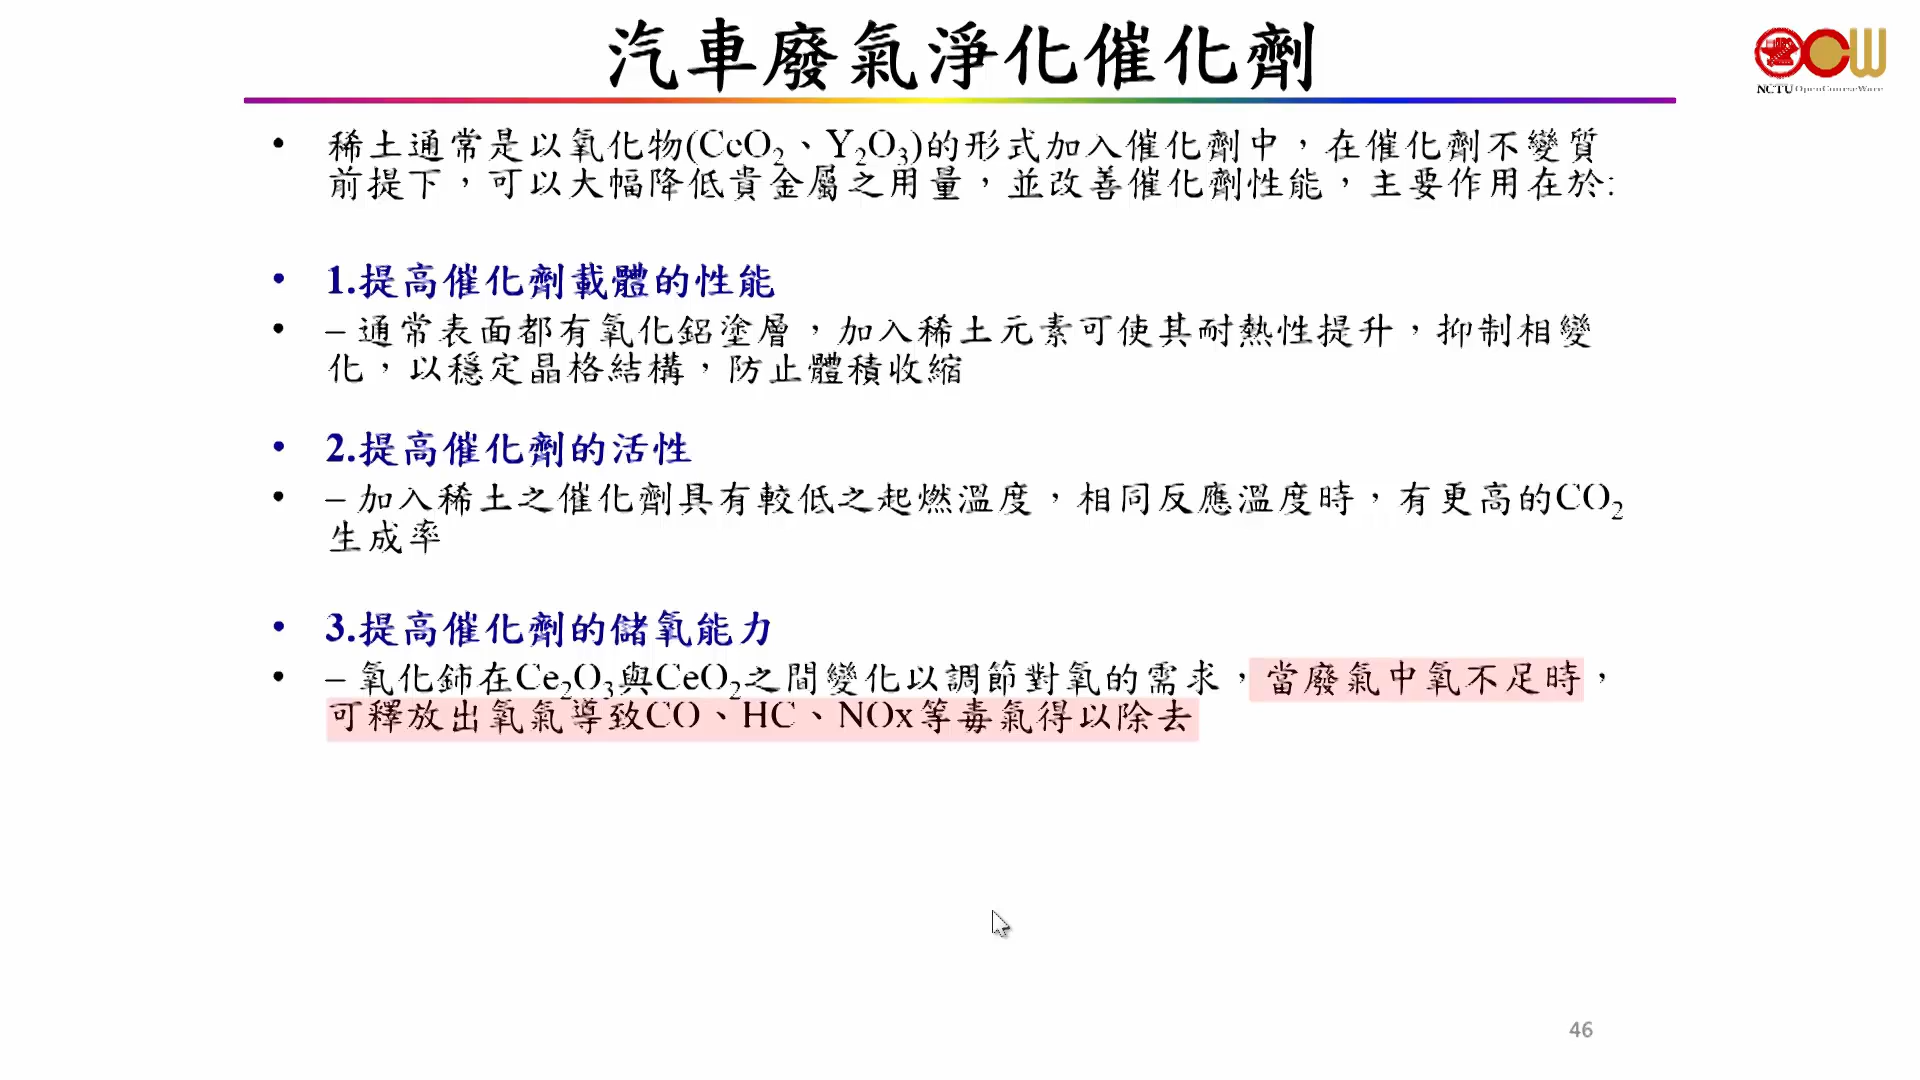 汽車廢氣淨化催化劑
OCW
NCTU OpenCourseWare
• 稀土通常是以氧化物(CeO2、Y2O3)的形式加入催化劑中，在催化劑不變質
前提下，可以大幅降低貴金屬之用量，並改善催化劑性能，主要作用在於:
• 1.提高催化劑載體的性能
• – 通常表面都有氧化鋁塗層，加入稀土元素可使其耐熱性提升，抑制相變
化，以穩定晶格結構，防止體積收縮
• 2.提高催化劑的活性
• – 加入稀土之催化劑具有較低之起燃溫度，相同反應溫度時，有更高的CO2
生成率
• 3.提高催化劑的儲氧能力
• – 氧化鈰在Ce2O3與CeO2之間變化以調節對氧的需求，當廢氣中氧不足時，
可釋放出氧氣導致CO、HC、NOx等毒氣得以除去
46